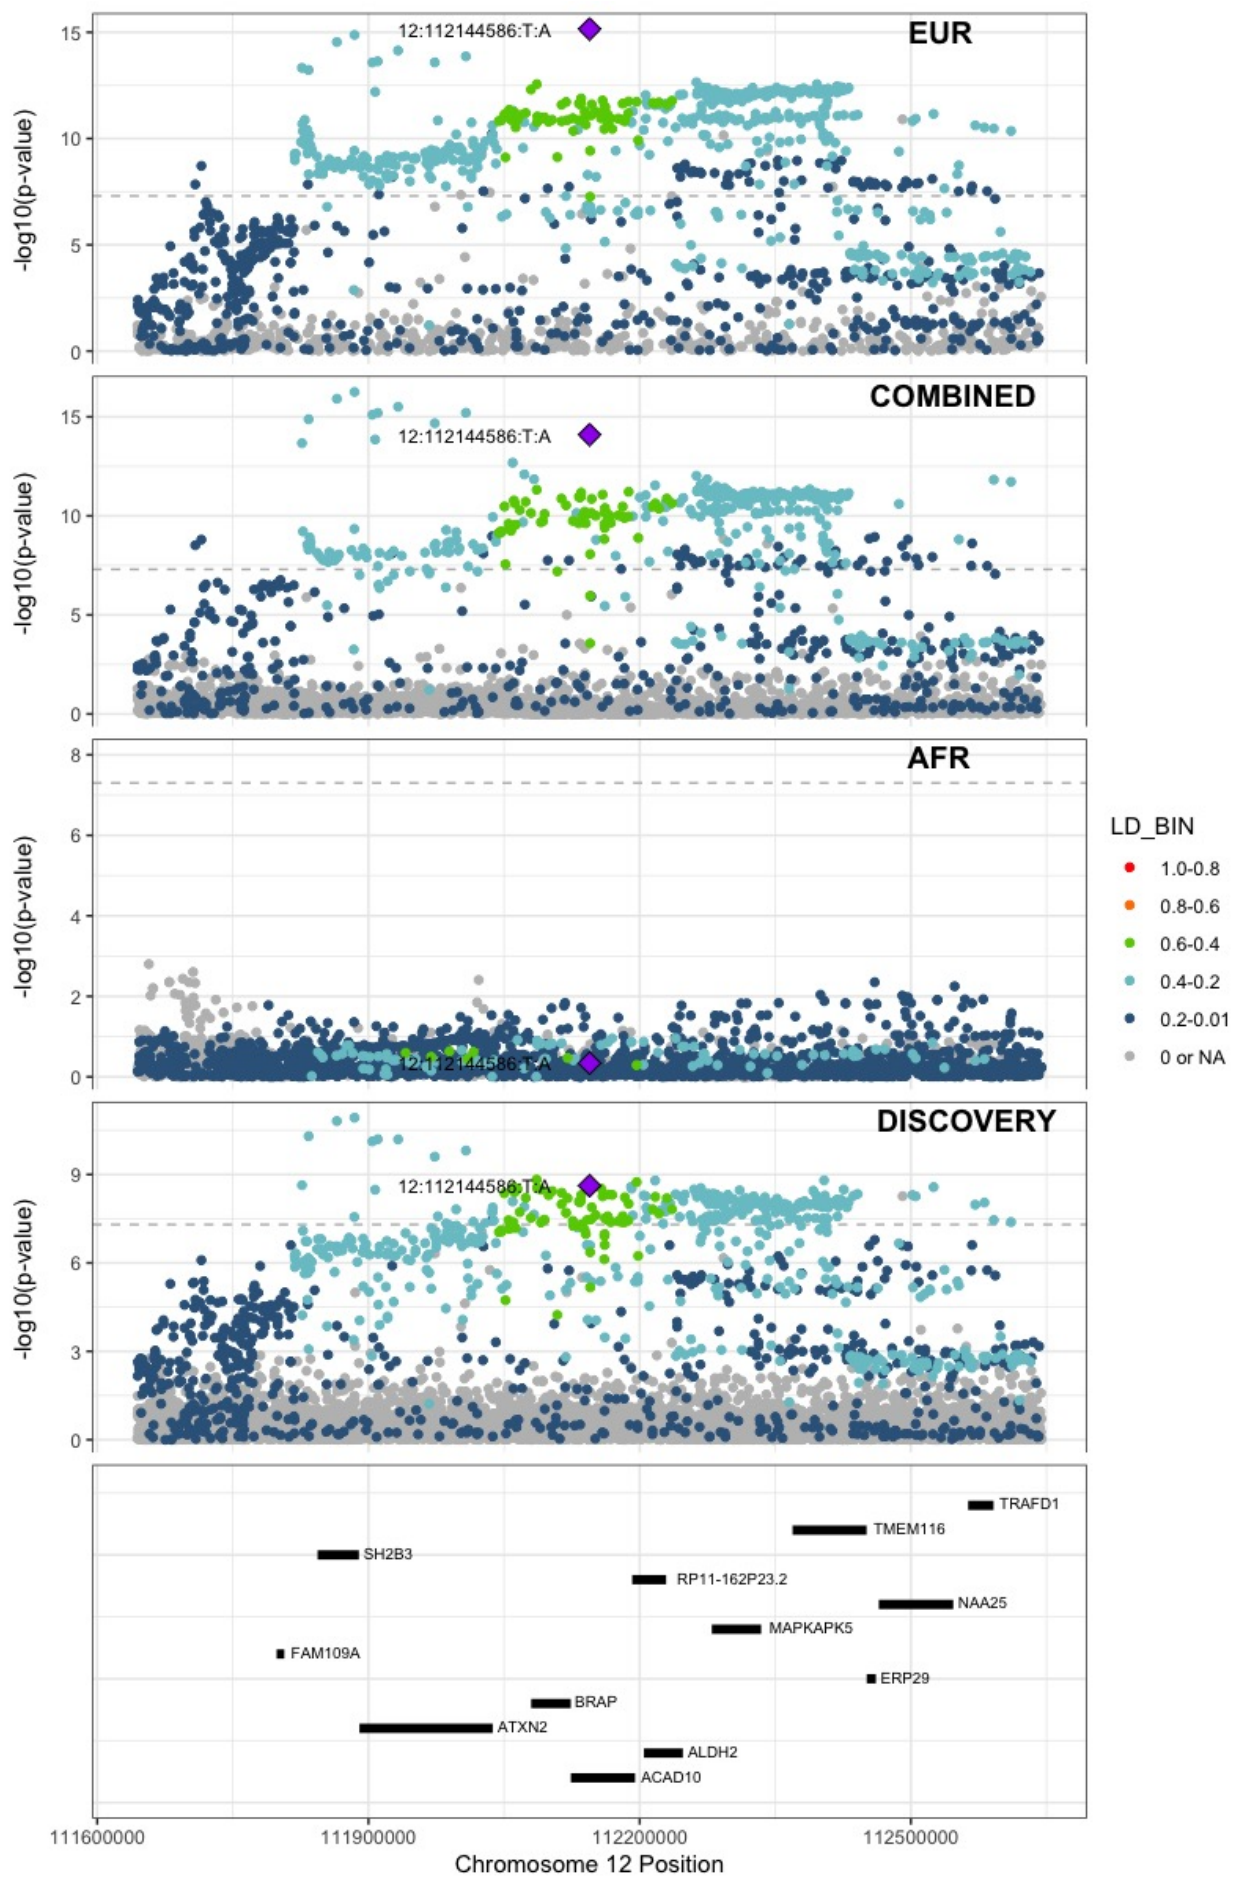 EUR
12:112144586:T:A
15
10
5
0
-log10(p-value)
COMBINED
12:112144586:T:A
15
10
5
0
-log10(p-value)
AFR
12:112144586:T:A
8
6
4
2
0
-log10(p-value)
LD_BIN
1.0-0.8
0.8-0.6
0.6-0.4
0.4-0.2
0.2-0.01
0 or NA
DISCOVERY
12:112144586:T:A
9
6
3
0
-log10(p-value)
TRAFD1
TMEM116
SH2B3
RP11-162P23.2
NAA25
MAPKAPK5
FAM109A
ERP29
BRAP
ATXN2
ALDH2
ACAD10
111600000 111900000 112200000 112500000
Chromosome 12 Position